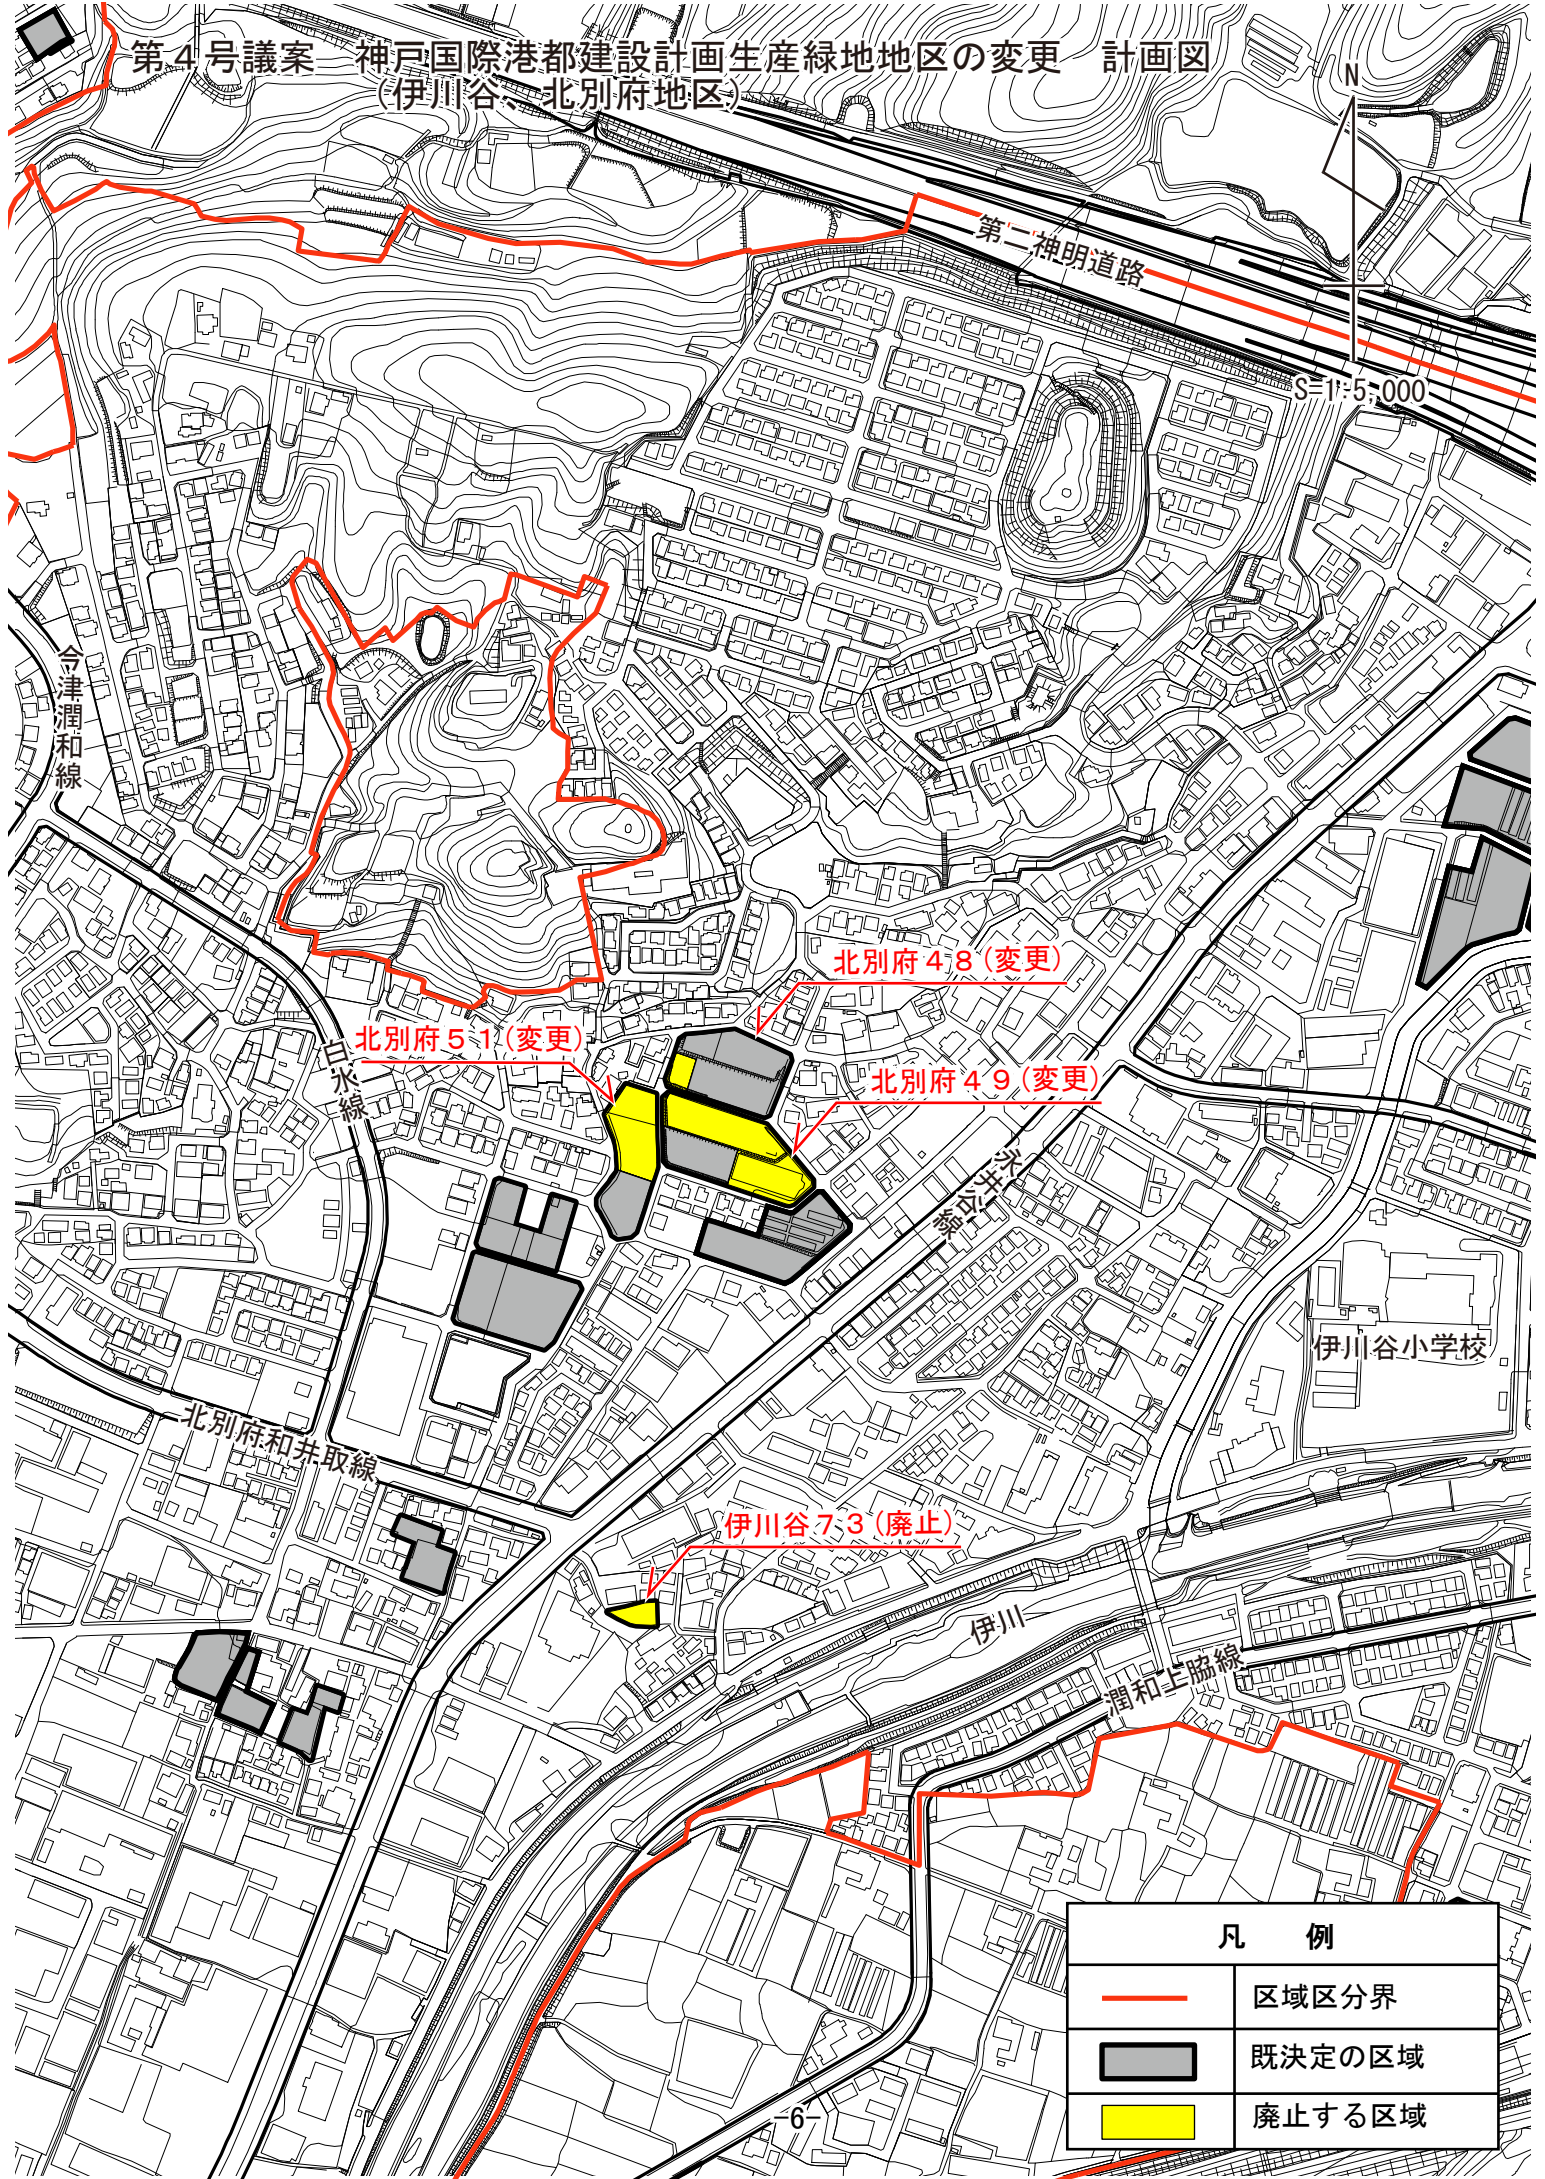 第4号議案　神戸国際港都建設計画生産緑地地区の変更　計画図
(伊川谷、北別府地区)
N
第二神明道路
S=1:5,000
今津潤和線
北別府48(変更)
北別府51(変更)
白水線
北別府49(変更)
永井谷線
伊川谷小学校
北別府和井取線
伊川谷73(廃止)
伊川
潤和上脇線
凡　例
区域区分界
既決定の区域
廃止する区域
-6-